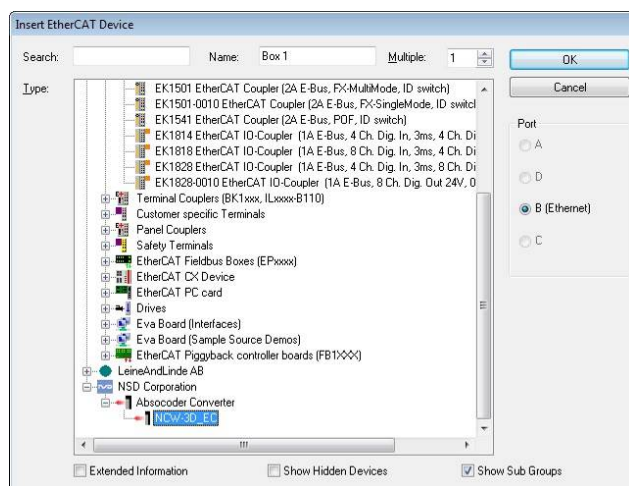 Insert EtherCAT Device
Search: Name: Box 1 Multiple: 1 OK
Type: Cancel
EK1501 EtherCAT Coupler (2A E-Bus, FX-MultiMode, ID switch)
EK1501-0010 EtherCAT Coupler (2A E-Bus, FX-SingleMode, ID switcl
EK1541 EtherCAT Coupler (2A E-Bus, POF, ID switch)
EK1814 EtherCAT IO-Coupler (1A E-Bus, 4 Ch. Dig. In, 3ms, 4 Ch. Di
EK1818 EtherCAT IO-Coupler (1A E-Bus, 8 Ch. Dig. In, 3ms, 4 Ch. Di
EK1828 EtherCAT IO-Coupler (1A E-Bus, 4 Ch. Dig. In, 3ms, 8 Ch. Di
EK1828-0010 EtherCAT IO-Coupler (1A E-Bus, 8 Ch. Dig. Out 24V, 0
Terminal Couplers (BK1xxx, ILxxxx-B110)
Customer specific Terminals
Panel Couplers
Safety Terminals
EtherCAT Fieldbus Boxes (EPxxxx)
EtherCAT CX Device
EtherCAT PC card
Drives
Eva Board (Interfaces)
Eva Board (Sample Source Demos)
EtherCAT Piggyback controller boards (FB1XXX)
LeineAndLinde AB
NSD Corporation
Absocoder Converter
NCW-3D_EC
Port
A
D
B (Ethernet)
C
Extended Information Show Hidden Devices Show Sub Groups